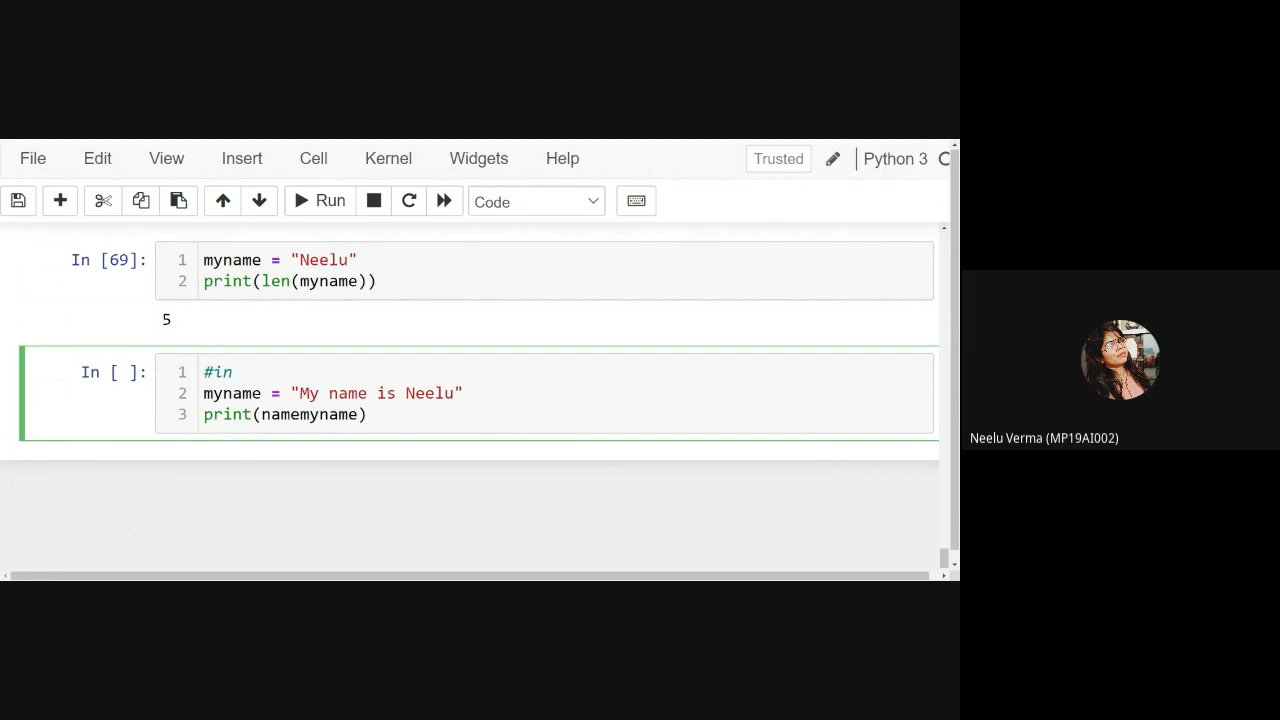 File Edit View Insert Cell Kernel Widgets Help Trusted Python 3
Run Code
In [69]: 1 myname = "Neelu"
2 print(len(myname))
5
In [ ]: 1 #in
2 myname = "My name is Neelu"
3 print(namemyname)
Neelu Verma (MP19AI002)